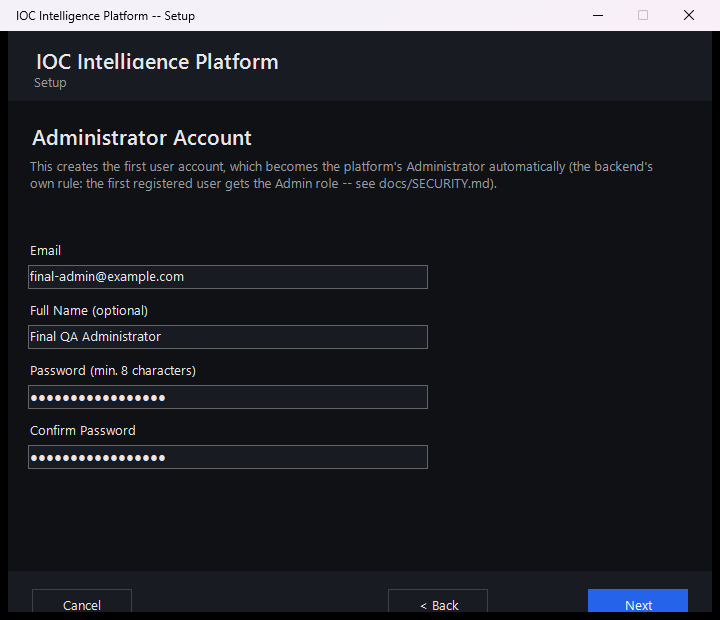 IOC Intelligence Platform -- Setup
IOC Intelligence Platform
Setup
Administrator Account
This creates the first user account, which becomes the platform's Administrator automatically (the backend's
own rule: the first registered user gets the Admin role -- see docs/SECURITY.md).
Email
final-admin@example.com
Full Name (optional)
Final QA Administrator
Password (min. 8 characters)
●●●●●●●●●●●●●●●●●
Confirm Password
●●●●●●●●●●●●●●●●●
Cancel
< Back
Next